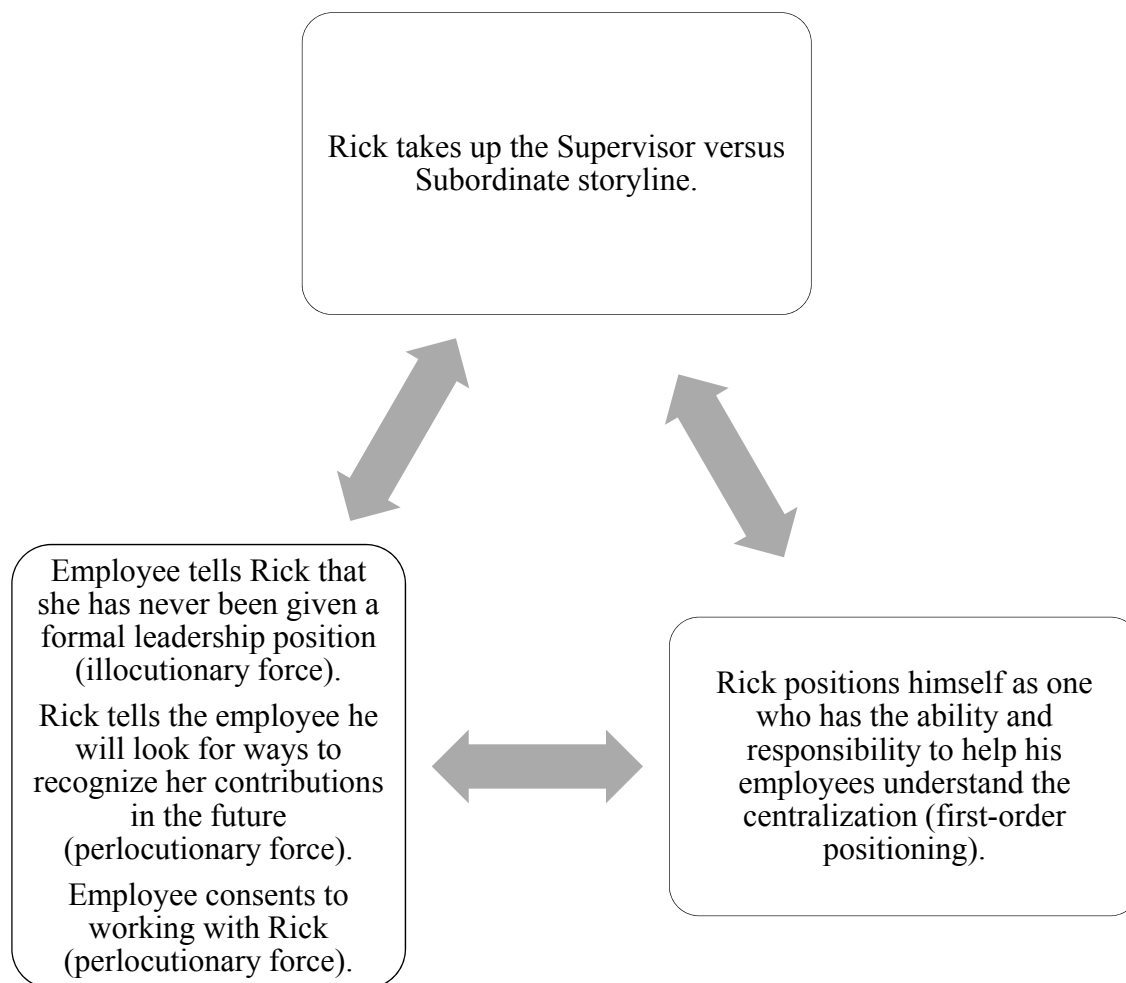 Rick takes up the Supervisor versus
Subordinate storyline.
Employee tells Rick that
she has never been given a
formal leadership position
(illocutionary force).
Rick tells the employee he
will look for ways to
recognize her contributions
in the future
(perlocutionary force).
Employee consents to
working with Rick
(perlocutionary force).
Rick positions himself as one
who has the ability and
responsibility to help his
employees understand the
centralization (first-order
positioning).